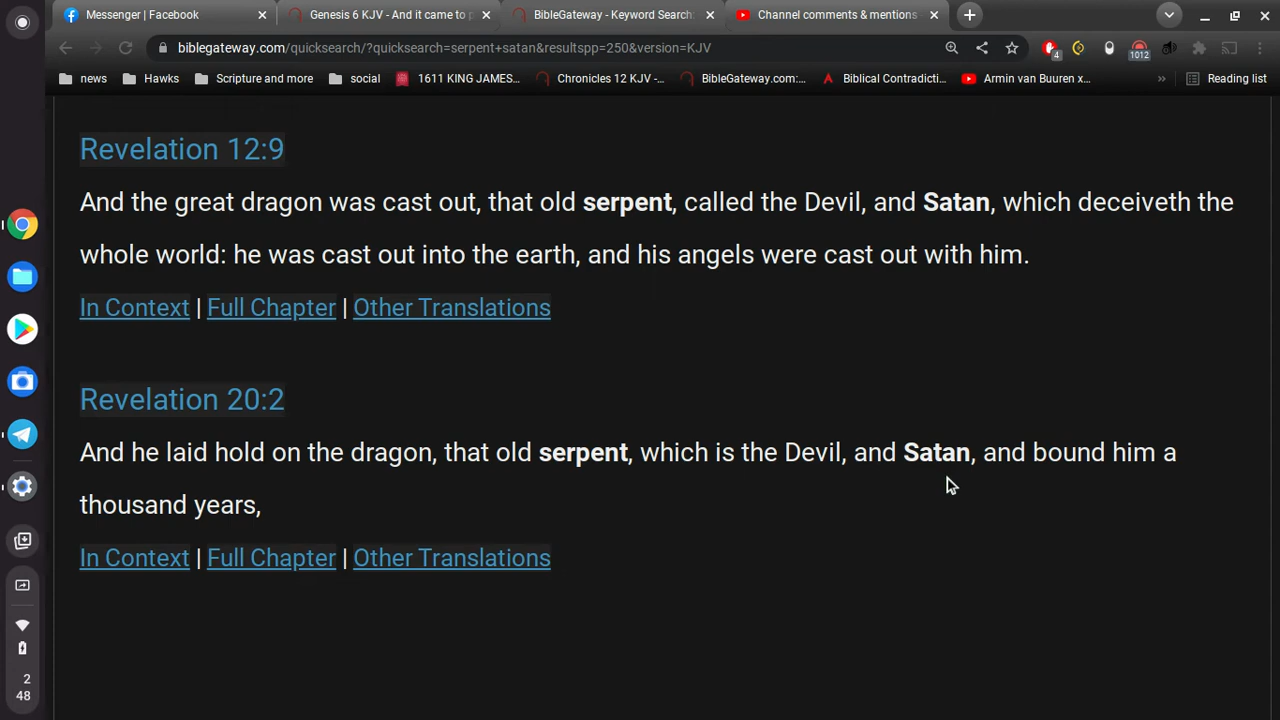 Messenger | Facebook
Genesis 6 KJV - And it came to p
BibleGateway - Keyword Search:
Channel comments & mentions -
biblegateway.com/quicksearch/?quicksearch=serpent+satan&resultspp=250&version=KJV
4
1012
news
Hawks
Scripture and more
social
1611 KING JAMES...
Chronicles 12 KJV -...
BibleGateway.com:...
Biblical Contradicti...
Armin van Buuren x...
»
Reading list
Revelation 12:9
And the great dragon was cast out, that old serpent, called the Devil, and Satan, which deceiveth the
whole world: he was cast out into the earth, and his angels were cast out with him.
In Context | Full Chapter | Other Translations
Revelation 20:2
And he laid hold on the dragon, that old serpent, which is the Devil, and Satan, and bound him a
thousand years,
In Context | Full Chapter | Other Translations
2
48